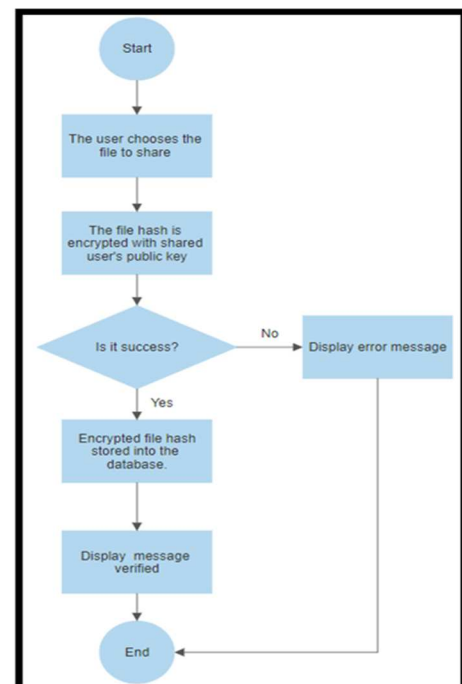 Start
The user chooses the
file to share
The file hash is
encrypted with shared
user's public key
Is it success?
No
Display error message
Yes
Encrypted file hash
stored into the
database.
Display message
verified
End